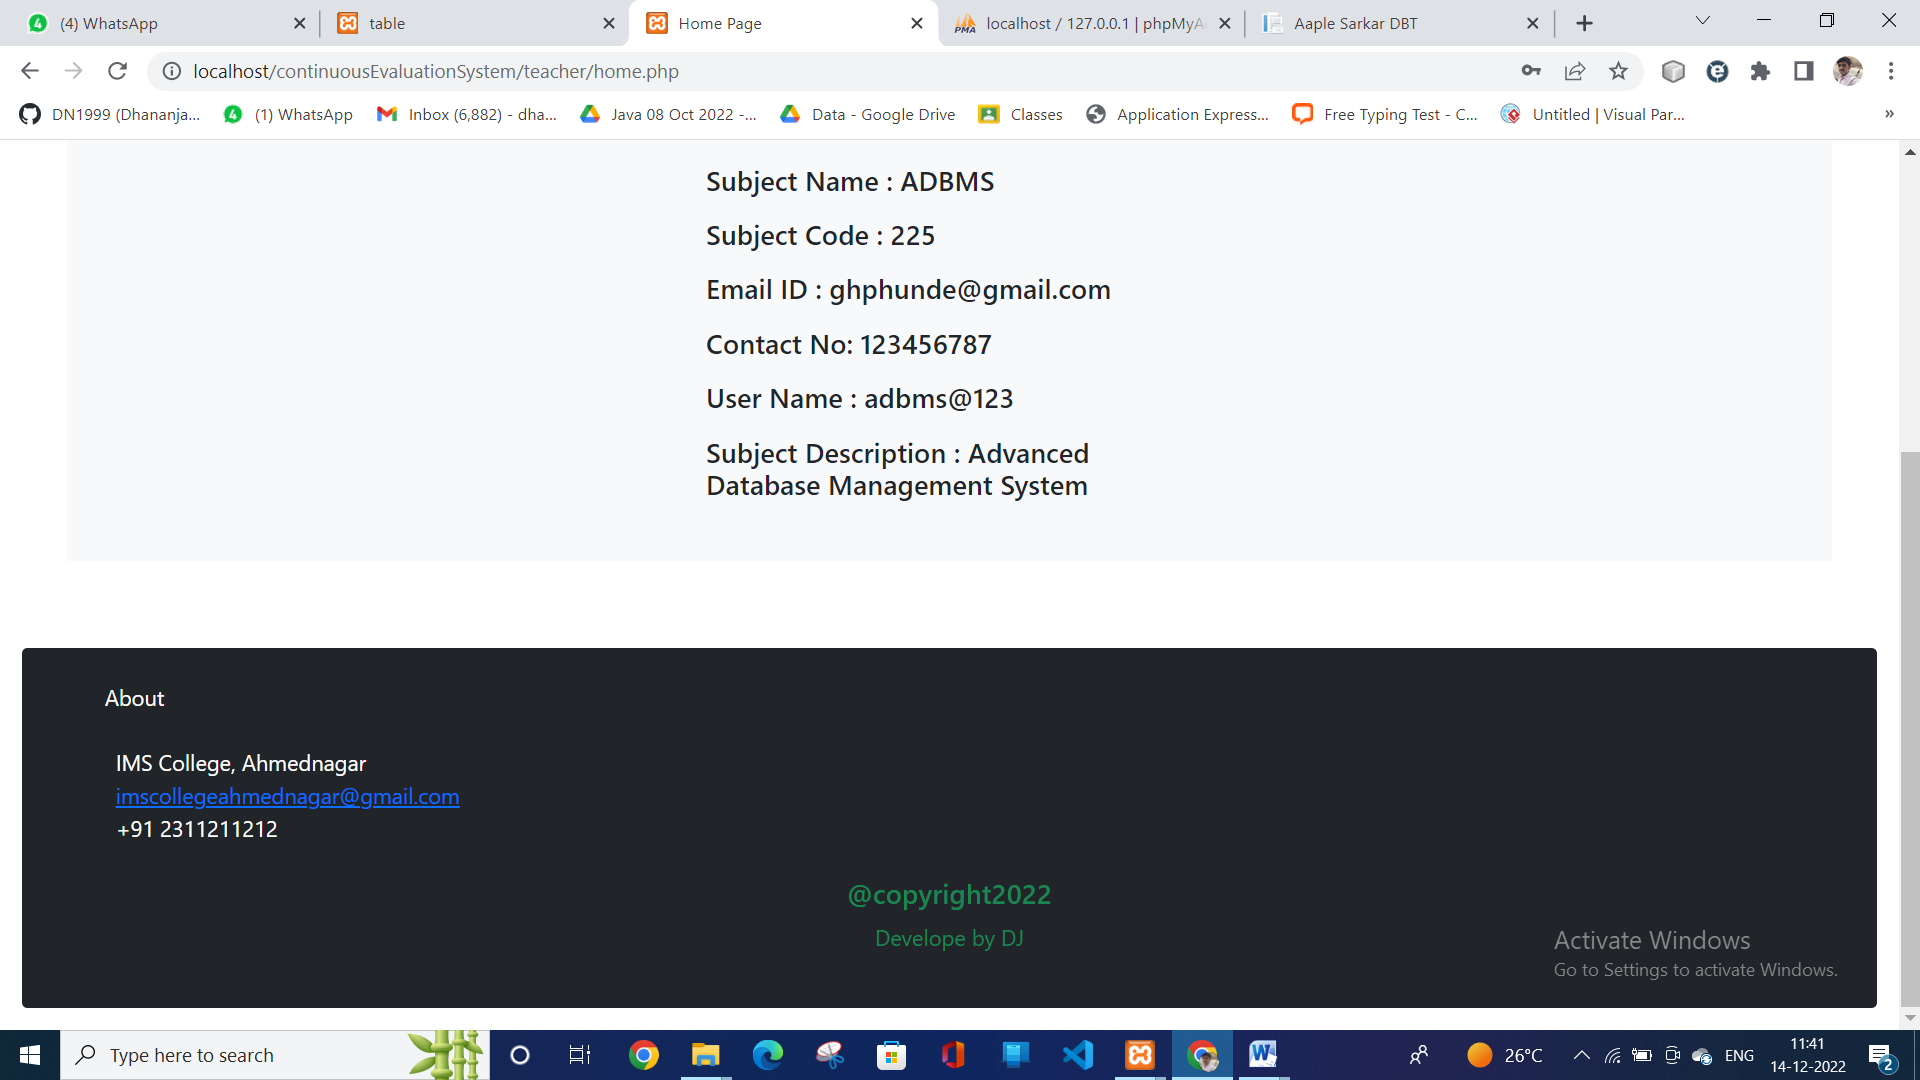 (4) WhatsApp
table
Home Page
localhost / 127.0.0.1 | phpMyA
Aaple Sarkar DBT
localhost/continuousEvaluationSystem/teacher/home.php
DN1999 (Dhananja...
(1) WhatsApp
Inbox (6,882) - dha...
Java 08 Oct 2022 -...
Data - Google Drive
Classes
Application Express...
Free Typing Test - C...
Untitled | Visual Par...
»
Subject Name : ADBMS
Subject Code : 225
Email ID : ghphunde@gmail.com
Contact No: 123456787
User Name : adbms@123
Subject Description : Advanced
Database Management System
About
IMS College, Ahmednagar
imscollegeahmednagar@gmail.com
+91 2311211212
@copyright2022
Develope by DJ
Activate Windows
Go to Settings to activate Windows.
Type here to search
26°C
ENG
11:41
14-12-2022
2